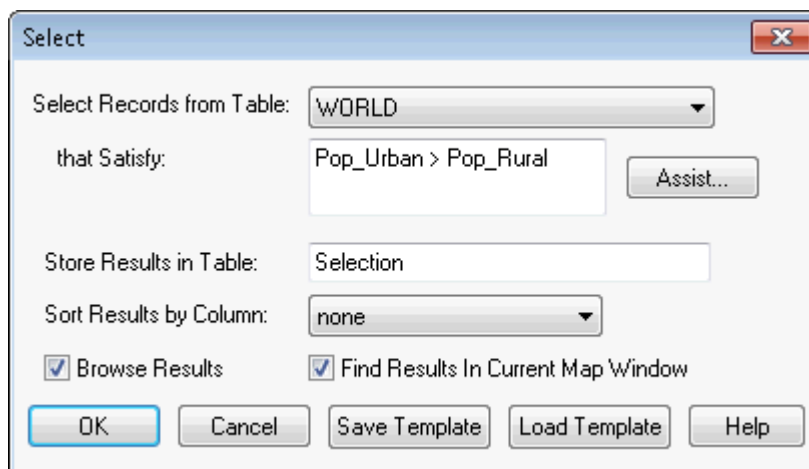 Select
Select Records from Table: WORLD
that Satisfy: Pop_Urban > Pop_Rural
Assist...
Store Results in Table: Selection
Sort Results by Column: none
Browse Results Find Results In Current Map Window
OK Cancel Save Template Load Template Help